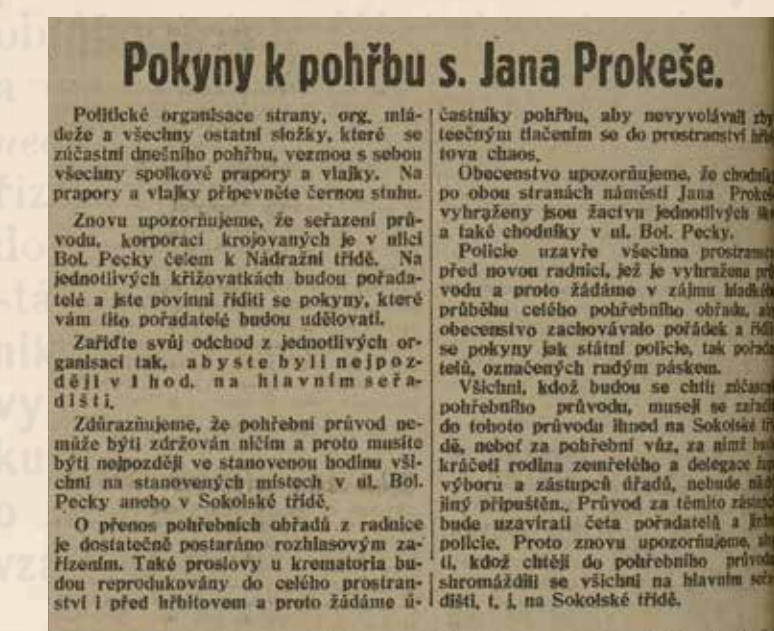 Pokyny k pohřbu s. Jana Prokeše.
Politické organisace strany, org. mlá-
deže a všechny ostatní složky, které se
zúčastní dnešního pohřbu, vezmou s sebou
všechny spolkové prapory a vlajky. Na
prapory a vlajky připevněte černou stuhu.
Znovu upozorňujeme, že seřazení prů-
vodu, korporací krojovaných je v ulici
Bol. Pecky čelem k Nádražní třídě. Na
jednotlivých křižovatkách budou pořada-
telé a jste povinni říditi se pokyny, které
vám tito pořadatelé budou udělovati.
Zařiďte svůj odchod z jednotlivých or-
ganisací tak, abyste byli nejpoz-
ději v 1 hod. na hlavním seřa-
dišti.
Zdůrazňujeme, že pohřební průvod ne-
může býti zdržován ničím a proto musíte
býti nejpozději ve stanovenou hodinu vši-
chni na stanovených místech v ul. Bol.
Pecky anebo v Sokolské třídě.
O přenos pohřebních obřadů z radnice
je dostatečně postaráno rozhlasovým za-
řízením. Také proslovy u krematoria bu-
dou reprodukovány do celého prostran-
ství i před hřbitovem a proto žádáme ú-
častníky pohřbu, aby nevyvolávali
tečným tlačením se do prostranství
tova chaos.
Obecenstvo upozorňujeme, že chodníky
po obou stranách náměstí Jana
vyhraženy jsou žactvu jednotlivých
a také chodníky v ul. Bol. Pecky.
Policie uzavře všechna
před novou radnicí, jež je vyhražena
vodu a proto žádáme v zájmu
průběhu celého pohřebního obřadu,
obecenstvo zachovávalo pořádek a
se pokyny jak státní policie, tak
telů, označených rudým páskem.
Všichni, kdož budou se chtít
pohřebního průvodu, musejí se
do tohoto průvodu ihned na Sokolské
dě, neboť za pohřební vůz, za nímž
kráčeti rodina zemřelého a delegace
výboru a zástupců úřadů, nebude
jiný připuštěn., Průvod za těmito
bude uzavírati četa pořadatelů a
policie. Proto znovu upozorňujeme,
ti, kdož chtějí do pohřebního
shromáždili se všichni na hlavním
dišti, t. j. na Sokolské třídě.